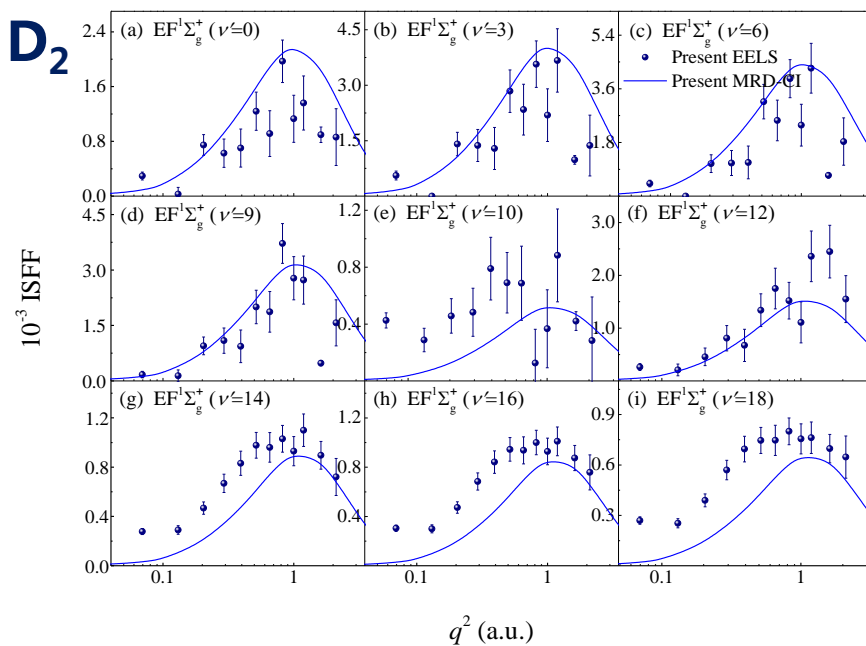 D₂
(a) EF¹Σg⁺ (ν′=0)
(b) EF¹Σg⁺ (ν′=3)
(c) EF¹Σg⁺ (ν′=6)
Present EELS
Present MRD-CI
2.4
1.6
0.8
0.0
4.5
3.0
1.5
5.4
3.6
1.8
(d) EF¹Σg⁺ (ν′=9)
(e) EF¹Σg⁺ (ν′=10)
(f) EF¹Σg⁺ (ν′=12)
4.5
3.0
1.5
0.0
1.2
0.8
0.4
3.0
2.0
1.0
10⁻³ ISFF
(g) EF¹Σg⁺ (ν′=14)
(h) EF¹Σg⁺ (ν′=16)
(i) EF¹Σg⁺ (ν′=18)
1.2
0.8
0.4
0.0
1.2
0.8
0.4
0.9
0.6
0.3
0.1 1 0.1 1 0.1 1
q² (a.u.)